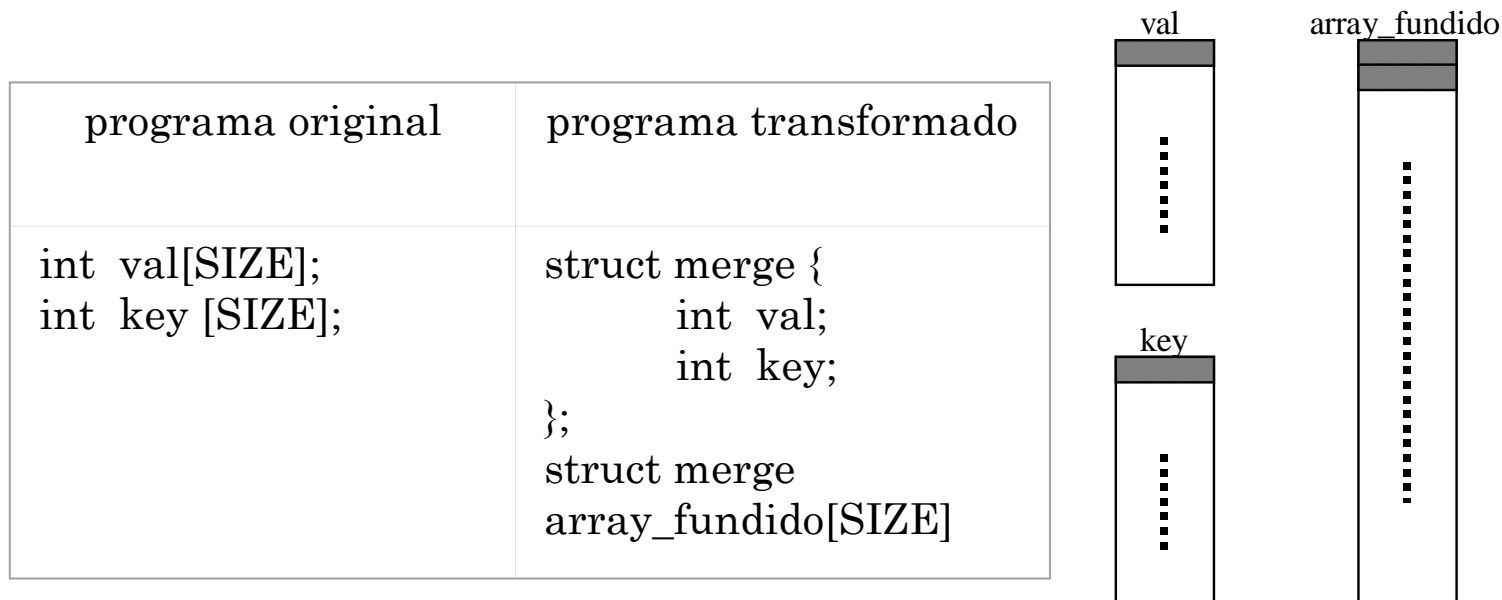 programa original
programa transformado
int val[SIZE];
int key [SIZE];
struct merge {
int val;
int key;
};
struct merge
array_fundido[SIZE]
val
key
array_fundido